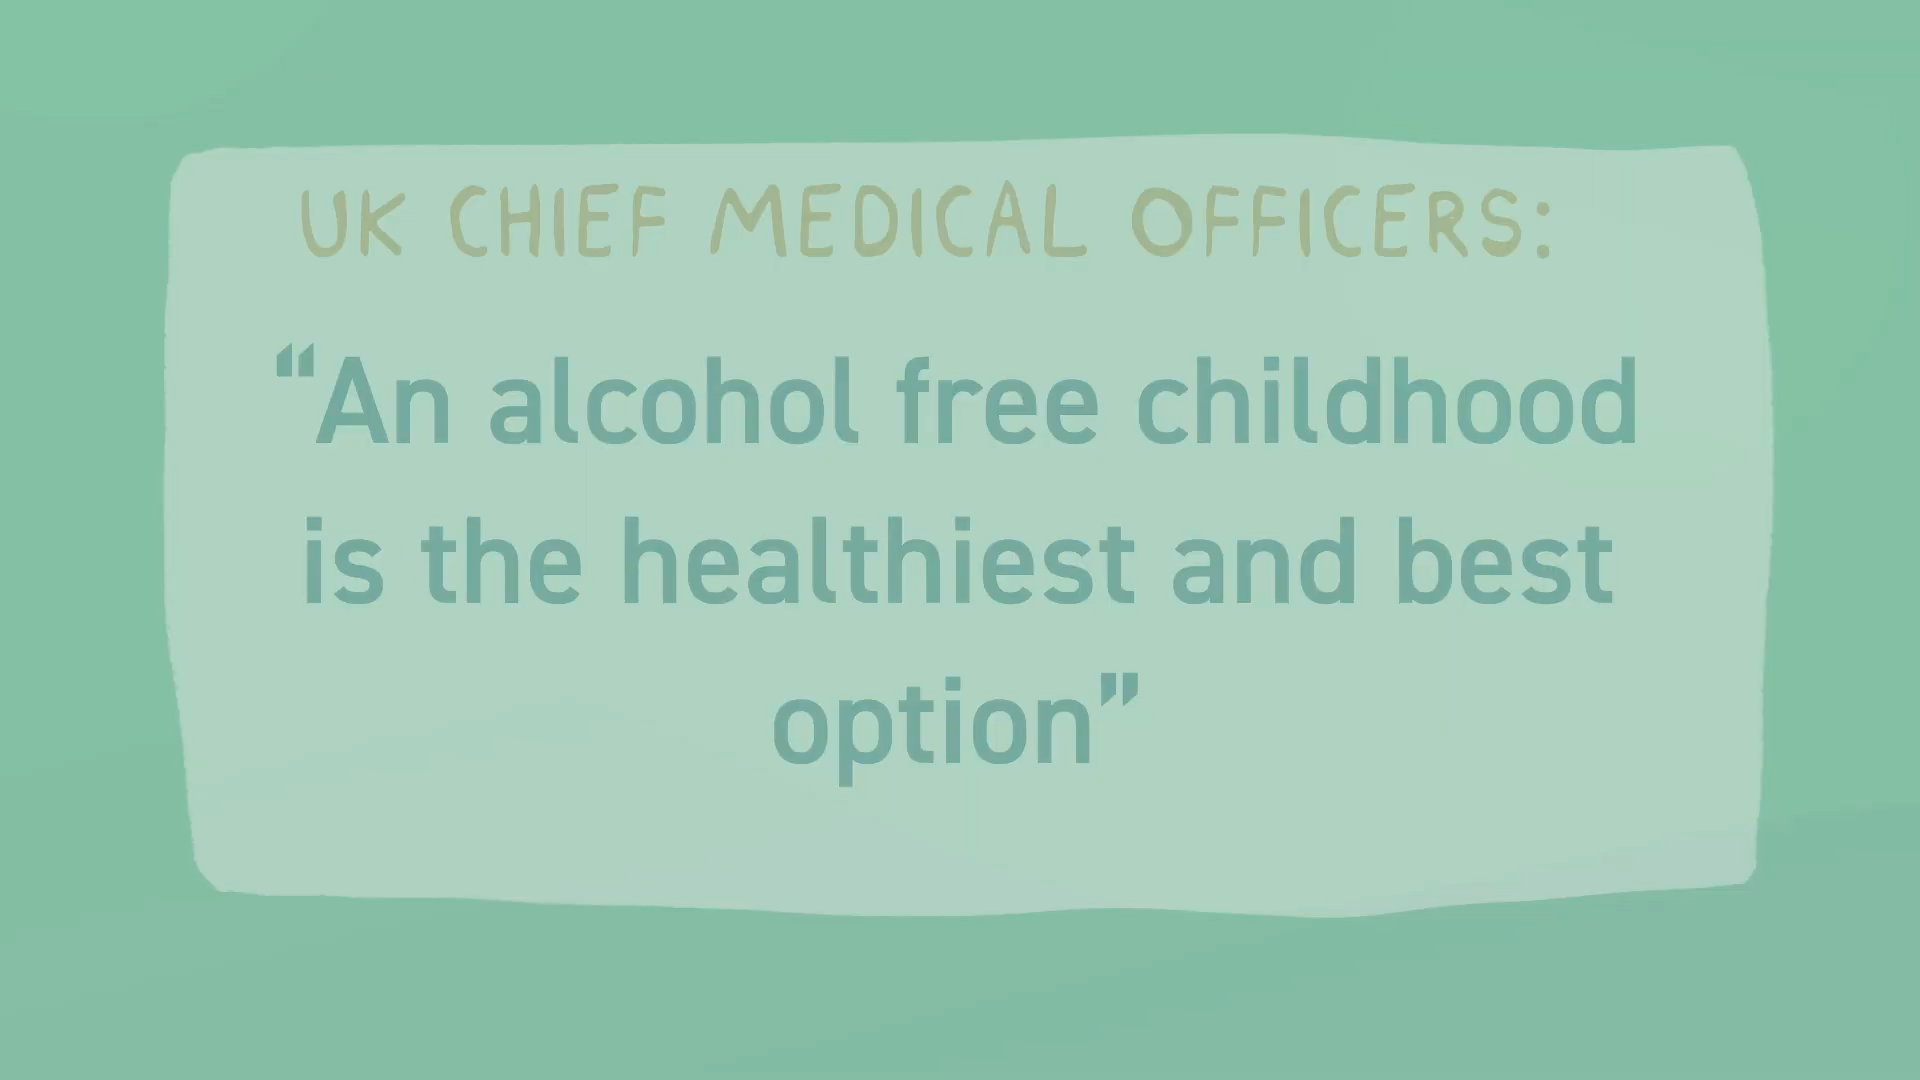 UK CHIEF MEDICAL OFFICERS:
“An alcohol free childhood
is the healthiest and best
option”